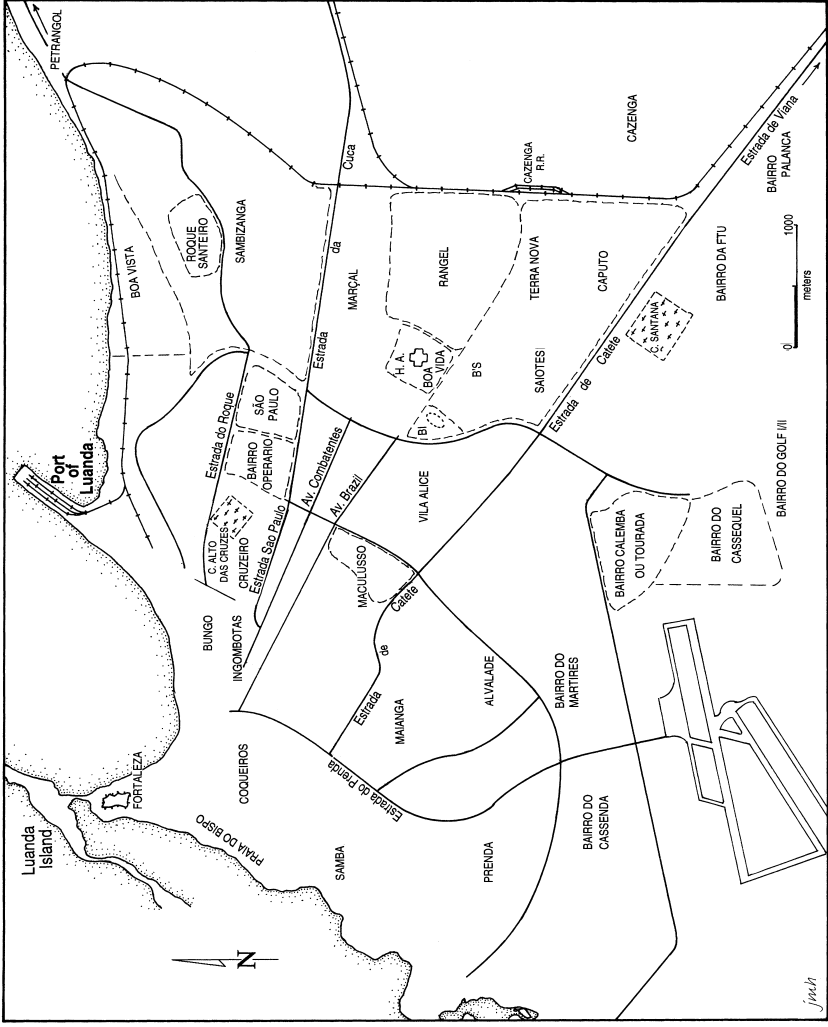 PETRANGOL
BOA VISTA
ROQUE
SANTEIRO
SAMBIZANGA
Cuca
da
Estrada
MARÇAL
CAZENGA
R.R.
CAZENGA
Estrada de Viana
BAIRRO
PALANCA
RANGEL
TERRA NOVA
CAPUTO
BAIRRO DA FTU
1000
0
meters
Port
of
Luanda
Estrada do Roque
SÃO
PAULO
BAIRRO
OPERARIO
C. ALTO
DAS CRUZES
CRUZEIRO
Estrada Sao Paulo
Av. Combatentes
Av. Brazil
H. A.
BOA
VIDA
BI
B'S
SAIOTESI
Estrada de Catete
C. SANTANA
VILA ALICE
BAIRRO DO GOLF I/II
BAIRRO CALEMBA
OU TOURADA
BAIRRO DO
CASSEQUEL
BUNGO
INGOMBOTAS
MACULUSSO
Estrada de Catete
MAIANGA
ALVALADE
BAIRRO DO
MARTIRES
Luanda
Island
FORTALEZA
COQUEIROS
PRAIA DO BISPO
Estrada do Prenda
SAMBA
PRENDA
BAIRRO DO
CASSENDA
N
jmh